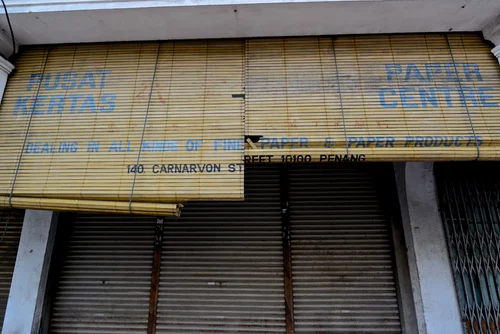 PUSAT KERTAS
PAPER CENTRE
DEALING IN ALL KINDS OF FINE PAPER & PAPER PRODUCTS
140, CARNARVON STREET 10100 PENANG